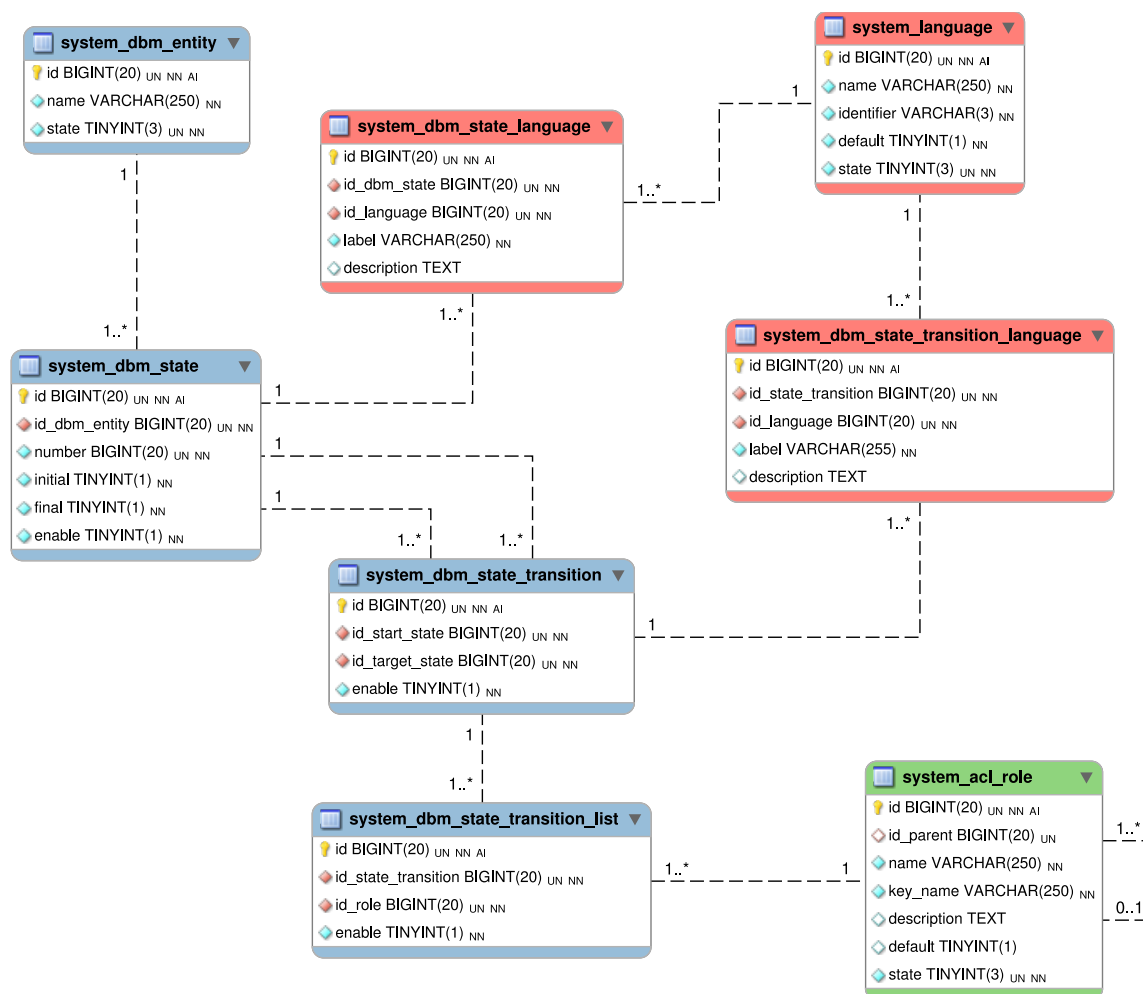 system_dbm_entity
id BIGINT(20) UN NN AI
name VARCHAR(250) NN
state TINYINT(3) UN NN
1
1..*
system_dbm_state_language
id BIGINT(20) UN NN AI
id_dbm_state BIGINT(20) UN NN
id_language BIGINT(20) UN NN
label VARCHAR(250) NN
description TEXT
1..*
1
system_language
id BIGINT(20) UN NN AI
name VARCHAR(250) NN
identifier VARCHAR(3) NN
default TINYINT(1) NN
state TINYINT(3) UN NN
1
1..*
1..*
1
system_dbm_state
id BIGINT(20) UN NN AI
id_dbm_entity BIGINT(20) UN NN
number BIGINT(20) UN NN
initial TINYINT(1) NN
final TINYINT(1) NN
enable TINYINT(1) NN
1
1
1..*
1..*
system_dbm_state_transition_language
id BIGINT(20) UN NN AI
id_state_transition BIGINT(20) UN NN
id_language BIGINT(20) UN NN
label VARCHAR(255) NN
description TEXT
1..*
1
system_dbm_state_transition
id BIGINT(20) UN NN AI
id_start_state BIGINT(20) UN NN
id_target_state BIGINT(20) UN NN
enable TINYINT(1) NN
1
1..*
system_dbm_state_transition_list
id BIGINT(20) UN NN AI
id_state_transition BIGINT(20) UN NN
id_role BIGINT(20) UN NN
enable TINYINT(1) NN
1..*
1
system_acl_role
id BIGINT(20) UN NN AI
id_parent BIGINT(20) UN
name VARCHAR(250) NN
key_name VARCHAR(250) NN
description TEXT
default TINYINT(1)
state TINYINT(3) UN NN
1..*
0..1